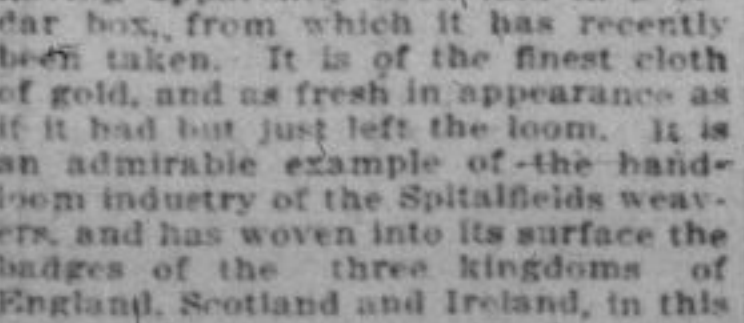 dar box, from which it has recently
been taken. It is of the finest cloth
of gold, and as fresh in appearance as
if it had but just left the loom. It is
an admirable example of the hand-
loom industry of the Spitalfields weav-
ers, and has woven into its surface the
badges of the three kingdoms of
England, Scotland and Ireland, in this